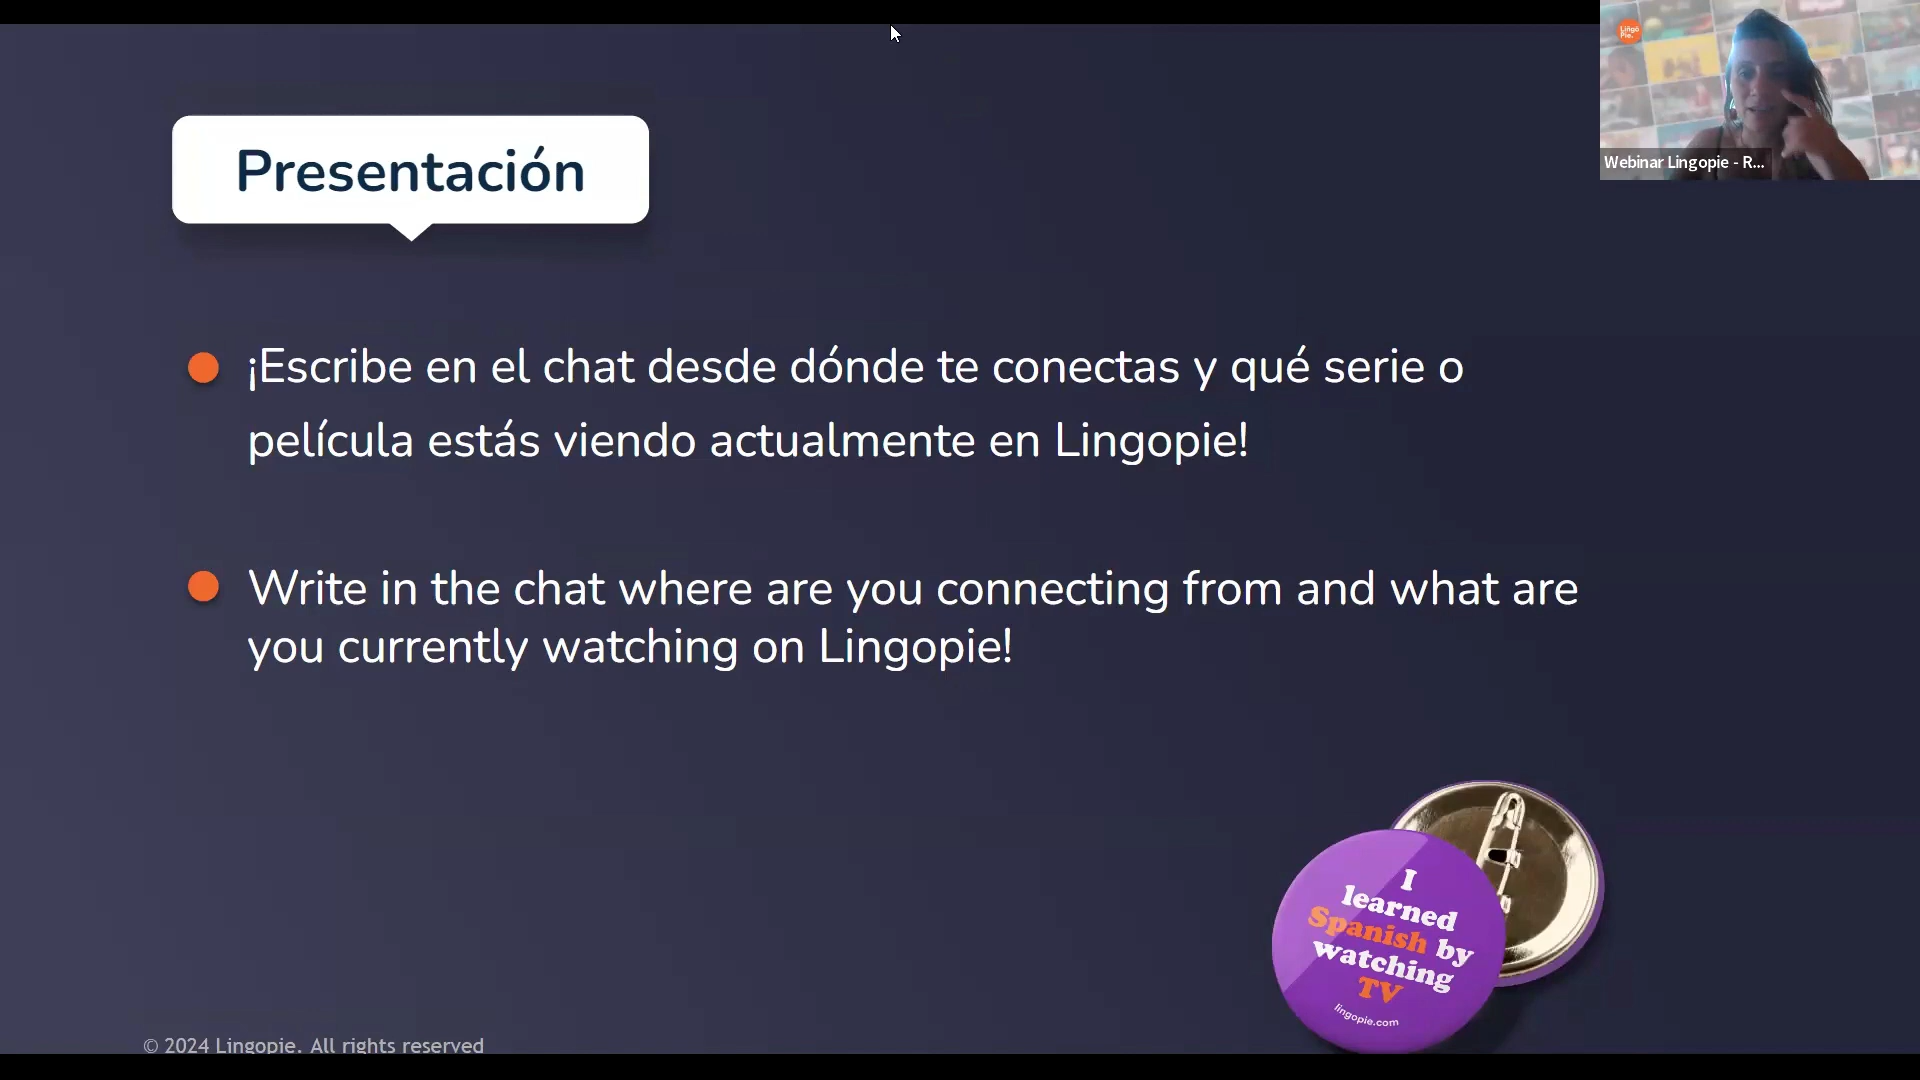 Lingo
Pie.
Webinar Lingopie - R...
Presentación
¡Escribe en el chat desde dónde te conectas y qué serie o
película estás viendo actualmente en Lingopie!
Write in the chat where are you connecting from and what are
you currently watching on Lingopie!
I
learned
Spanish by
watching
TV
lingopie.com
© 2024 Lingopie. All rights reserved